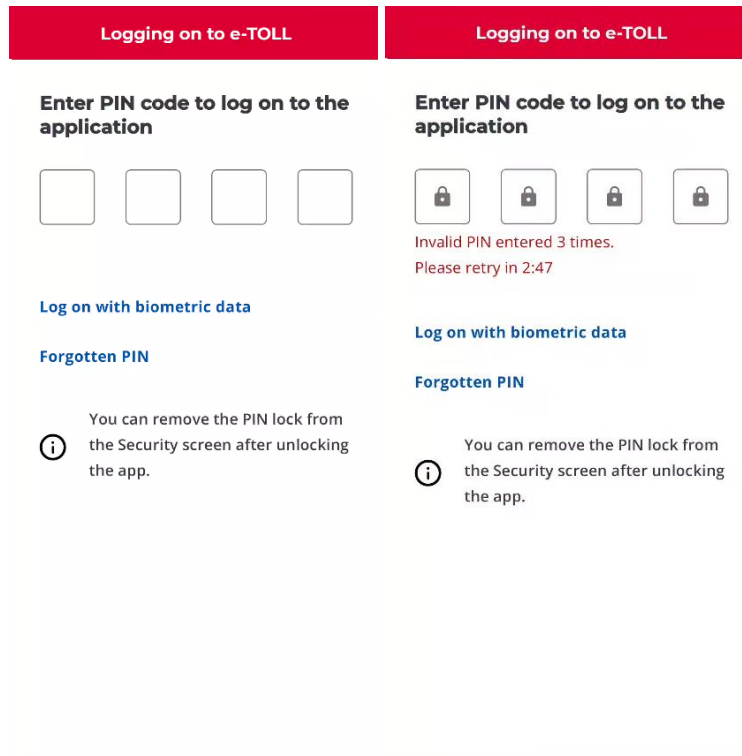 Logging on to e-TOLL
Enter PIN code to log on to the
application
Log on with biometric data
Forgotten PIN
You can remove the PIN lock from
the Security screen after unlocking
the app.
Logging on to e-TOLL
Enter PIN code to log on to the
application
Invalid PIN entered 3 times.
Please retry in 2:47
Log on with biometric data
Forgotten PIN
You can remove the PIN lock from
the Security screen after unlocking
the app.